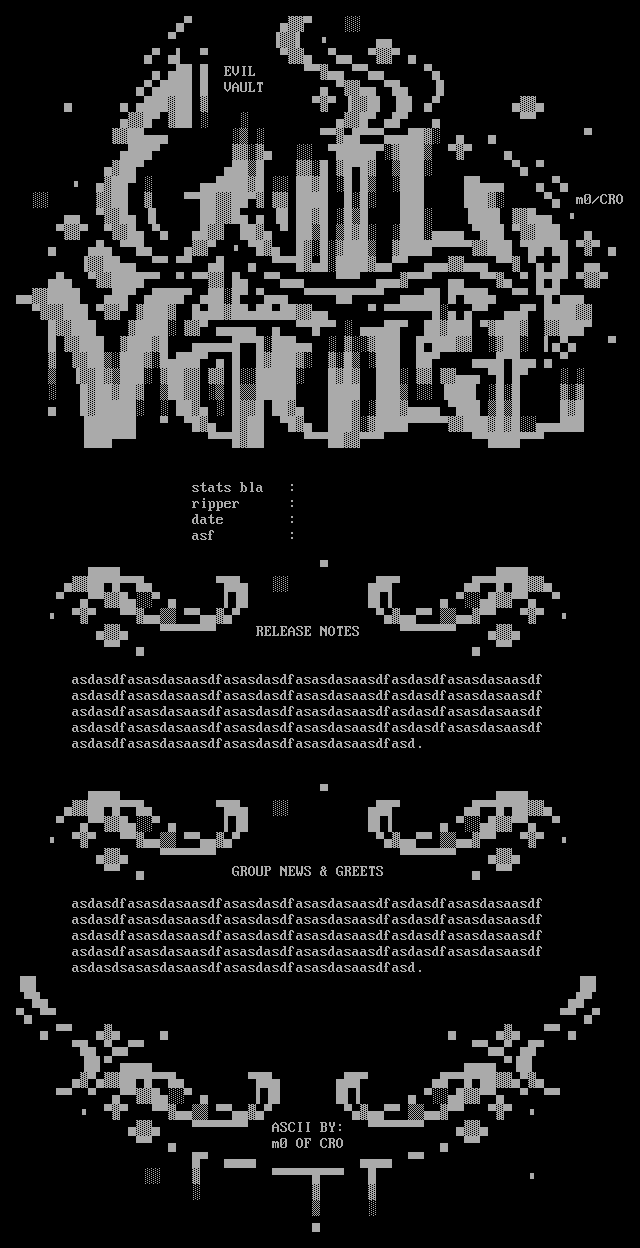 EVIL
VAULT
m0/CRO
stats bla :
ripper :
date :
asf :
RELEASE NOTES
asdasdfasasdasaasdfasasdasdfasasdasaasdfasdasdfasasdasaasdf
asdasdfasasdasaasdfasasdasdfasasdasaasdfasdasdfasasdasaasdf
asdasdfasasdasaasdfasasdasdfasasdasaasdfasdasdfasasdasaasdf
asdasdfasasdasaasdfasasdasdfasasdasaasdfasdasdfasasdasaasdf
asdasdfasasdasaasdfasasdasdfasasdasaasdfasd.
GROUP NEWS & GREETS
asdasdfasasdasaasdfasasdasdfasasdasaasdfasdasdfasasdasaasdf
asdasdfasasdasaasdfasasdasdfasasdasaasdfasdasdfasasdasaasdf
asdasdfasasdasaasdfasasdasdfasasdasaasdfasdasdfasasdasaasdf
asdasdfasasdasaasdfasasdasdfasasdasaasdfasdasdfasasdasaasdf
asdasdsasasdasaasdfasasdasdfasasdasaasdfasd.
ASCII BY:
m0 OF CRO